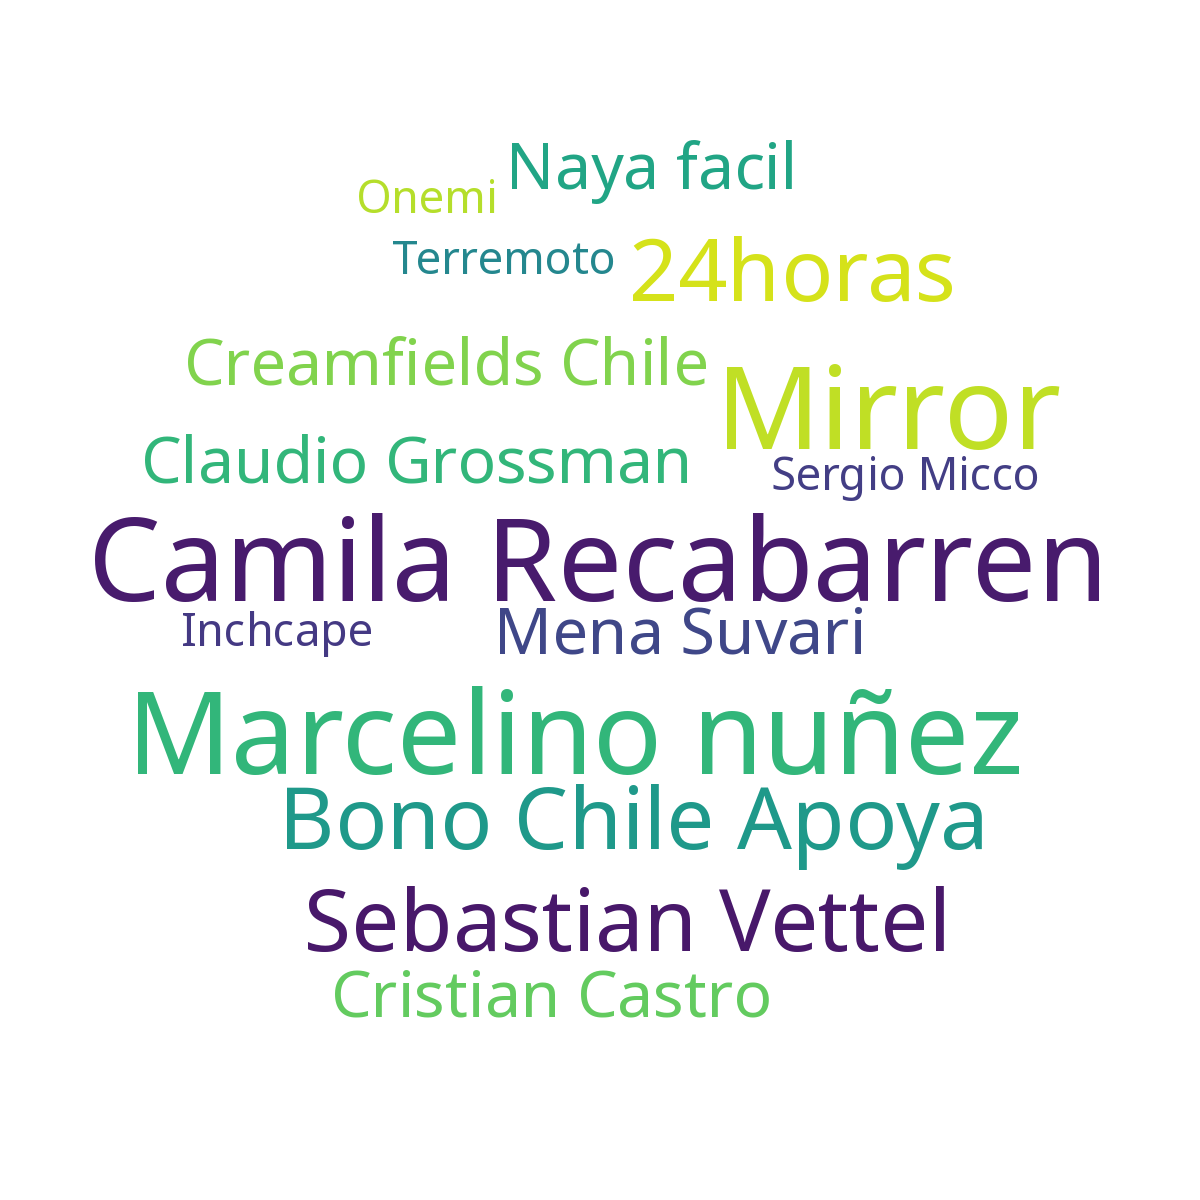 Naya facil
Onemi
Terremoto
24horas
Creamfields Chile
Mirror
Claudio Grossman
Sergio Micco
Camila Recabarren
Inchcape
Mena Suvari
Marcelino nuñez
Bono Chile Apoya
Sebastian Vettel
Cristian Castro